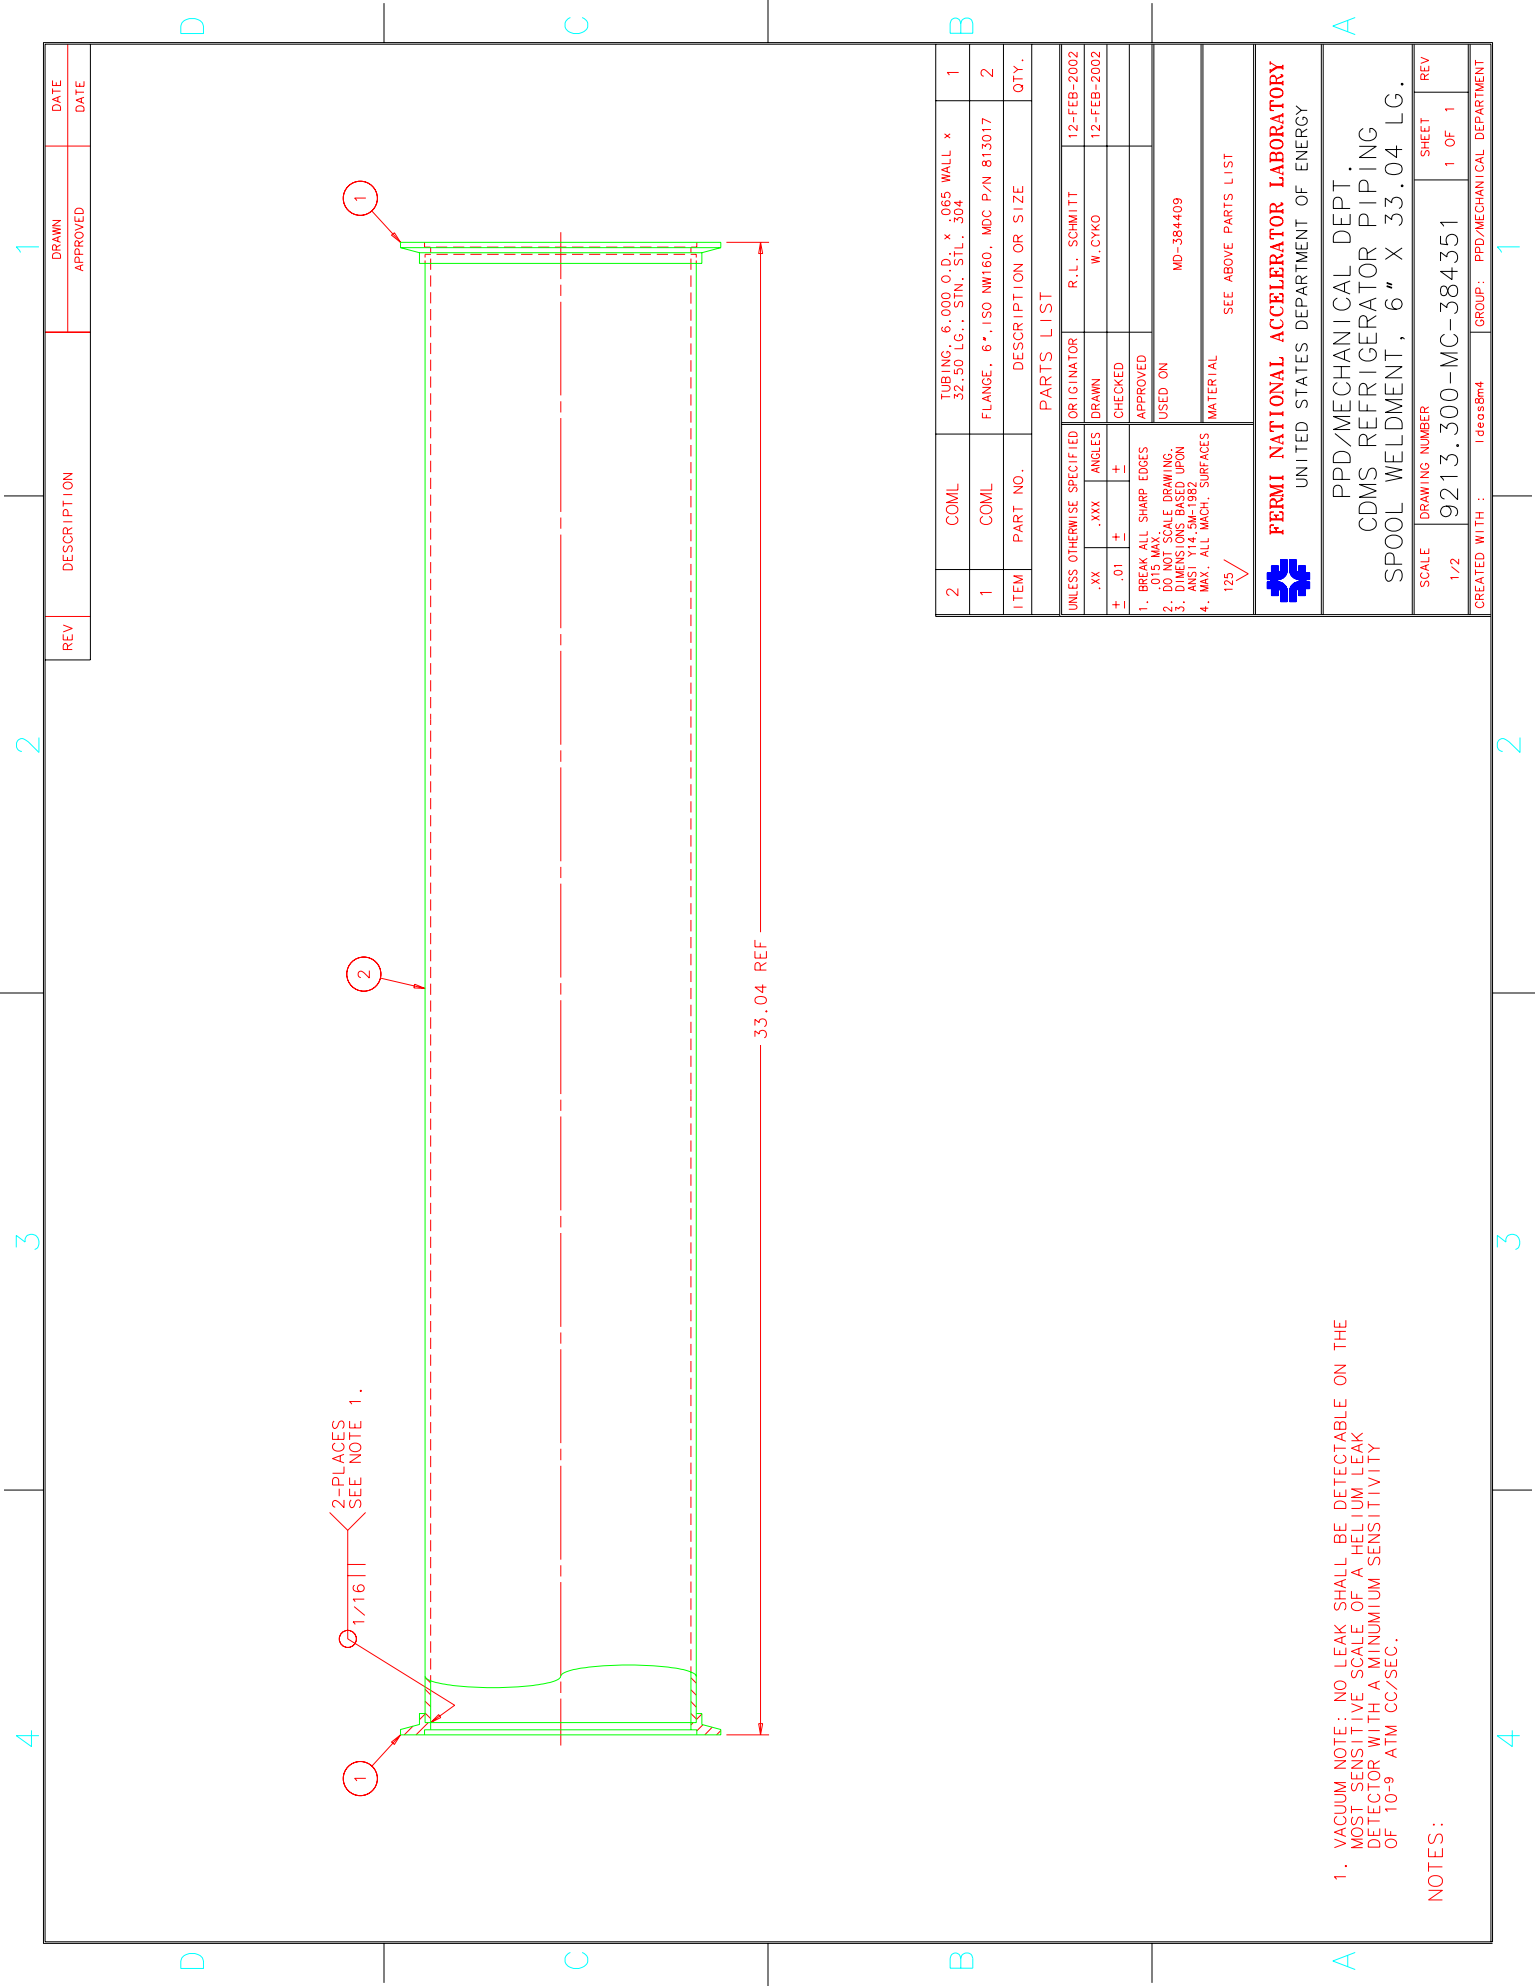 REV DESCRIPTION DRAWN DATE
APPROVED DATE
D
C
B
A
4
3
2
1
2-PLACES
SEE NOTE 1.
1/16
1
2
1
33.04 REF
1. VACUUM NOTE: NO LEAK SHALL BE DETECTABLE ON THE
MOST SENSITIVE SCALE OF A HELIUM LEAK
DETECTOR WITH A MINUMIUM SENSITIVITY
OF 10-9 ATM CC/SEC.
NOTES:
2 COML TUBING, 6.000 O.D. x .065 WALL x 1
32.50 LG., STN. STL. 304
1 COML FLANGE, 6", ISO NW160, MDC P/N 813017 2
ITEM PART NO. DESCRIPTION OR SIZE QTY.
PARTS LIST
UNLESS OTHERWISE SPECIFIED ORIGINATOR R.L. SCHMITT 12-FEB-2002
.XX .XXX ANGLES DRAWN W.CYKO 12-FEB-2002
± .01 ± ± CHECKED
APPROVED
1. BREAK ALL SHARP EDGES
.015 MAX.
2. DO NOT SCALE DRAWING.
3. DIMENSIONS BASED UPON
ANSI Y14.5M-1982
4. MAX. ALL MACH. SURFACES
125
USED ON
MD-384409
MATERIAL
SEE ABOVE PARTS LIST
FERMI NATIONAL ACCELERATOR LABORATORY
UNITED STATES DEPARTMENT OF ENERGY
PPD/MECHANICAL DEPT.
CDMS REFRIGERATOR PIPING
SPOOL WELDMENT, 6" X 33.04 LG.
SCALE DRAWING NUMBER SHEET REV
1/2 9213.300-MC-384351 1 OF 1
CREATED WITH : Ideas8m4 GROUP: PPD/MECHANICAL DEPARTMENT
D
C
B
A
4
3
2
1